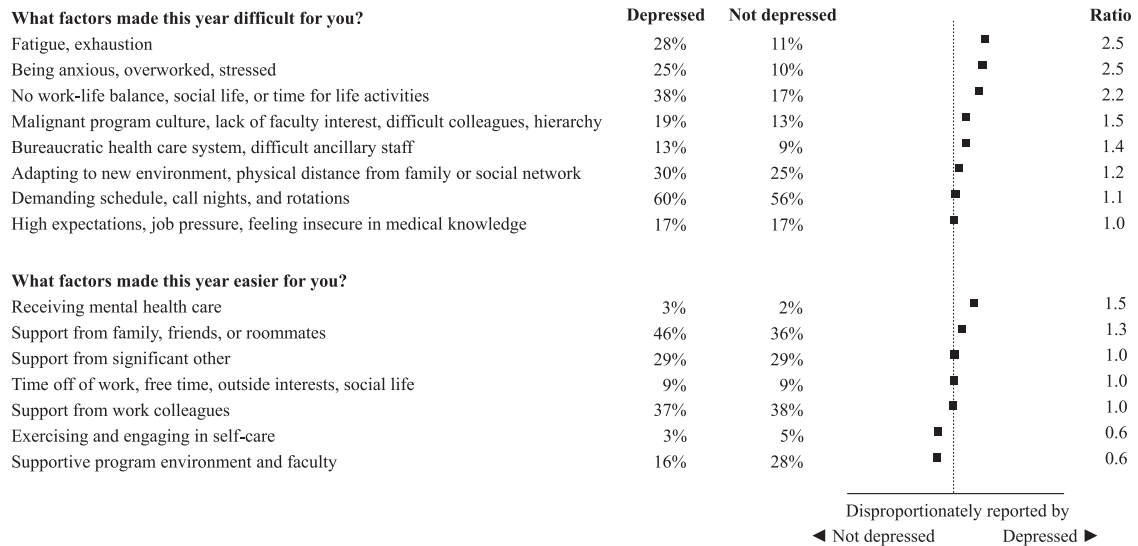 What factors made this year difficult for you? Depressed Not depressed Ratio
Fatigue, exhaustion 28% 11% 2.5
Being anxious, overworked, stressed 25% 10% 2.5
No work-life balance, social life, or time for life activities 38% 17% 2.2
Malignant program culture, lack of faculty interest, difficult colleagues, hierarchy 19% 13% 1.5
Bureaucratic health care system, difficult ancillary staff 13% 9% 1.4
Adapting to new environment, physical distance from family or social network 30% 25% 1.2
Demanding schedule, call nights, and rotations 60% 56% 1.1
High expectations, job pressure, feeling insecure in medical knowledge 17% 17% 1.0
What factors made this year easier for you?
Receiving mental health care 3% 2% 1.5
Support from family, friends, or roommates 46% 36% 1.3
Support from significant other 29% 29% 1.0
Time off of work, free time, outside interests, social life 9% 9% 1.0
Support from work colleagues 37% 38% 1.0
Exercising and engaging in self-care 3% 5% 0.6
Supportive program environment and faculty 16% 28% 0.6
Disproportionately reported by
◄ Not depressed Depressed ►